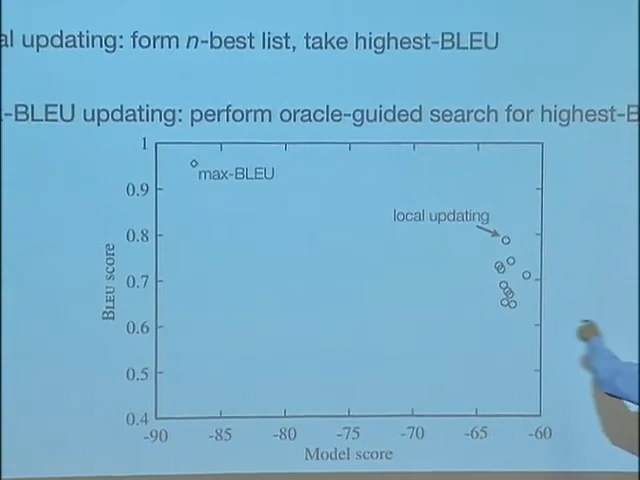 al updating: form n-best list, take highest-BLEU
-BLEU updating: perform oracle-guided search for highest-B
1
max-BLEU
0.9
local updating
0.8
0.7
0.6
0.5
0.4
BLEU score
-90 -85 -80 -75 -70 -65 -60
Model score